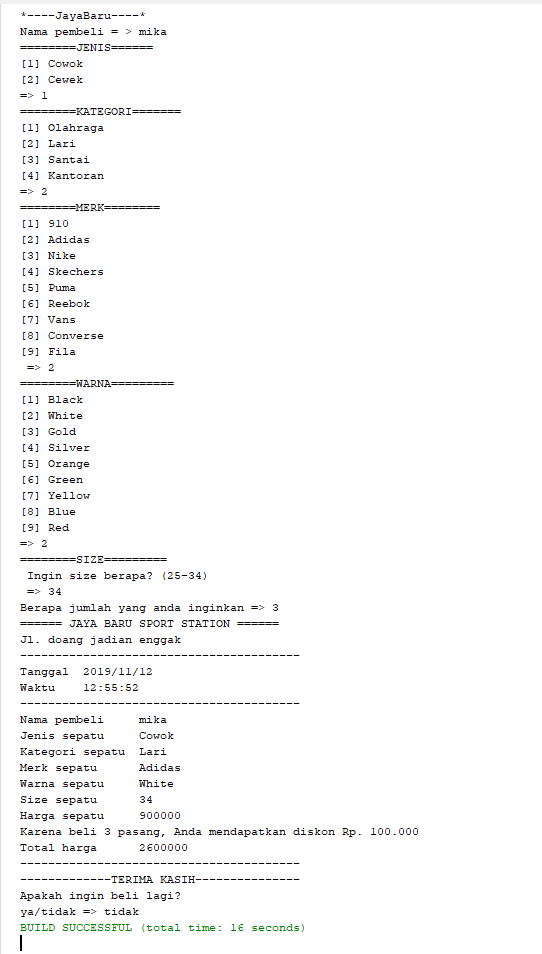 *----JayaBaru----*
Nama pembeli = > mika
========JENIS======
[1] Cowok
[2] Cewek
=> 1
========KATEGORI=======
[1] Olahraga
[2] Lari
[3] Santai
[4] Kantoran
=> 2
========MERK========
[1] 910
[2] Adidas
[3] Nike
[4] Skechers
[5] Puma
[6] Reebok
[7] Vans
[8] Converse
[9] Fila
=> 2
========WARNA=========
[1] Black
[2] White
[3] Gold
[4] Silver
[5] Orange
[6] Green
[7] Yellow
[8] Blue
[9] Red
=> 2
========SIZE=========
Ingin size berapa? (25-34)
=> 34
Berapa jumlah yang anda inginkan => 3
====== JAYA BARU SPORT STATION ======
Jl. doang jadian enggak
----------------------------------------
Tanggal  2019/11/12
Waktu    12:55:52
----------------------------------------
Nama pembeli     mika
Jenis sepatu     Cowok
Kategori sepatu  Lari
Merk sepatu      Adidas
Warna sepatu     White
Size sepatu      34
Harga sepatu     900000
Karena beli 3 pasang, Anda mendapatkan diskon Rp. 100.000
Total harga      2600000
----------------------------------------
-------------TERIMA KASIH---------------
Apakah ingin beli lagi?
ya/tidak => tidak
BUILD SUCCESSFUL (total time: 16 seconds)